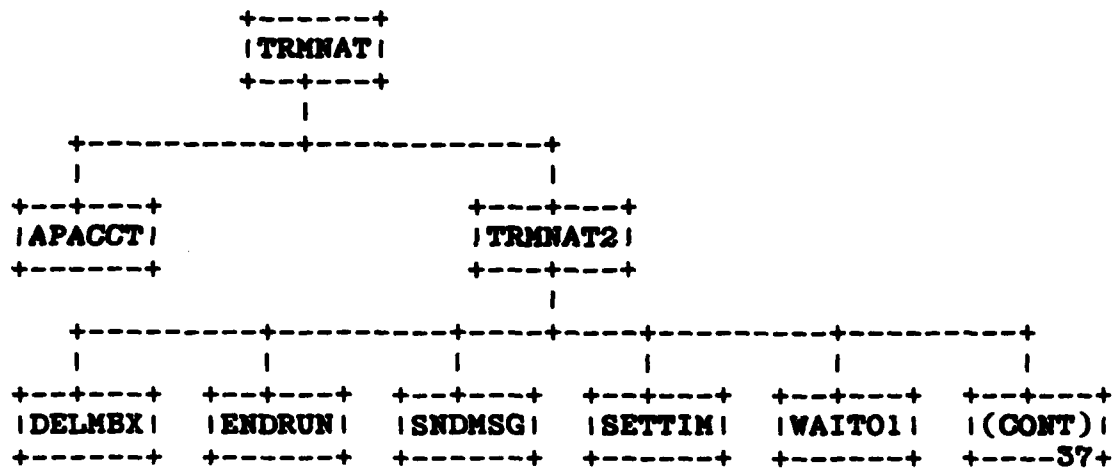 TRMNAT
APACCT TRMNAT2
DELMBX ENDRUN SNDMSG SETTIM WAIT01 (CONT)
37